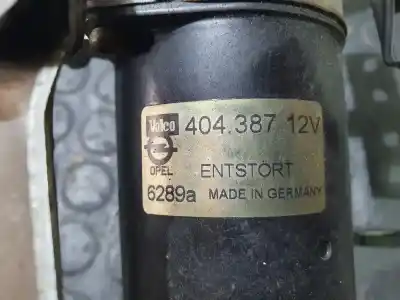 Valeo 404.387 12V
OPEL ENTSTÖRT
6289a MADE IN GERMANY